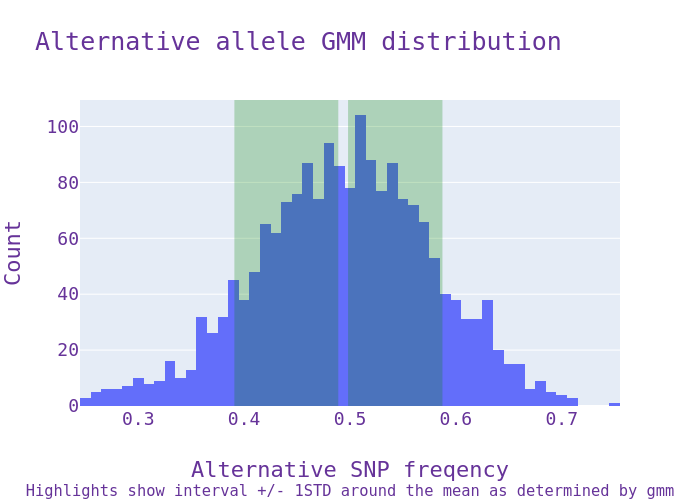 Alternative allele GMM distribution
100
80
60
40
20
0
Count
0.3
0.4
0.5
0.6
0.7
Alternative SNP freqency
Highlights show interval +/- 1STD around the mean as determined by gmm